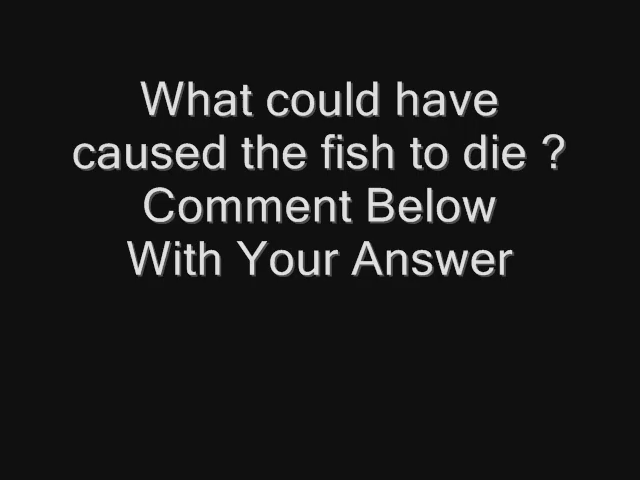 What could have
caused the fish to die ?
Comment Below
With Your Answer